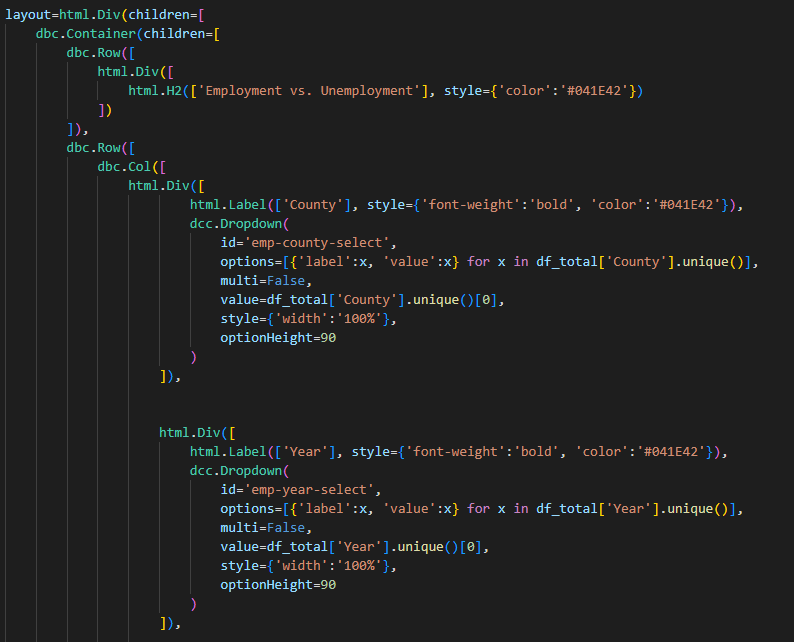 layout=html.Div(children=[
    dbc.Container(children=[
        dbc.Row([
            html.Div([
                html.H2(['Employment vs. Unemployment'], style={'color':'#041E42'})
            ])
        ]),
        dbc.Row([
            dbc.Col([
                html.Div([
                        html.Label(['County'], style={'font-weight':'bold', 'color':'#041E42'}),
                        dcc.Dropdown(
                            id='emp-county-select',
                            options=[{'label':x, 'value':x} for x in df_total['County'].unique()],
                            multi=False,
                            value=df_total['County'].unique()[0],
                            style={'width':'100%'},
                            optionHeight=90
                        )
                    ]),
                    html.Div([
                        html.Label(['Year'], style={'font-weight':'bold', 'color':'#041E42'}),
                        dcc.Dropdown(
                            id='emp-year-select',
                            options=[{'label':x, 'value':x} for x in df_total['Year'].unique()],
                            multi=False,
                            value=df_total['Year'].unique()[0],
                            style={'width':'100%'},
                            optionHeight=90
                        )
                    ]),